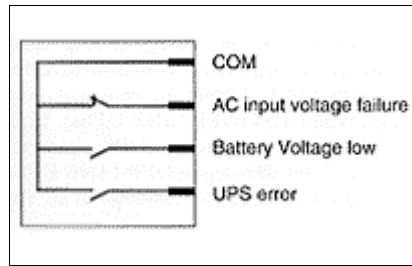 COM
AC input voltage failure
Battery Voltage low
UPS error